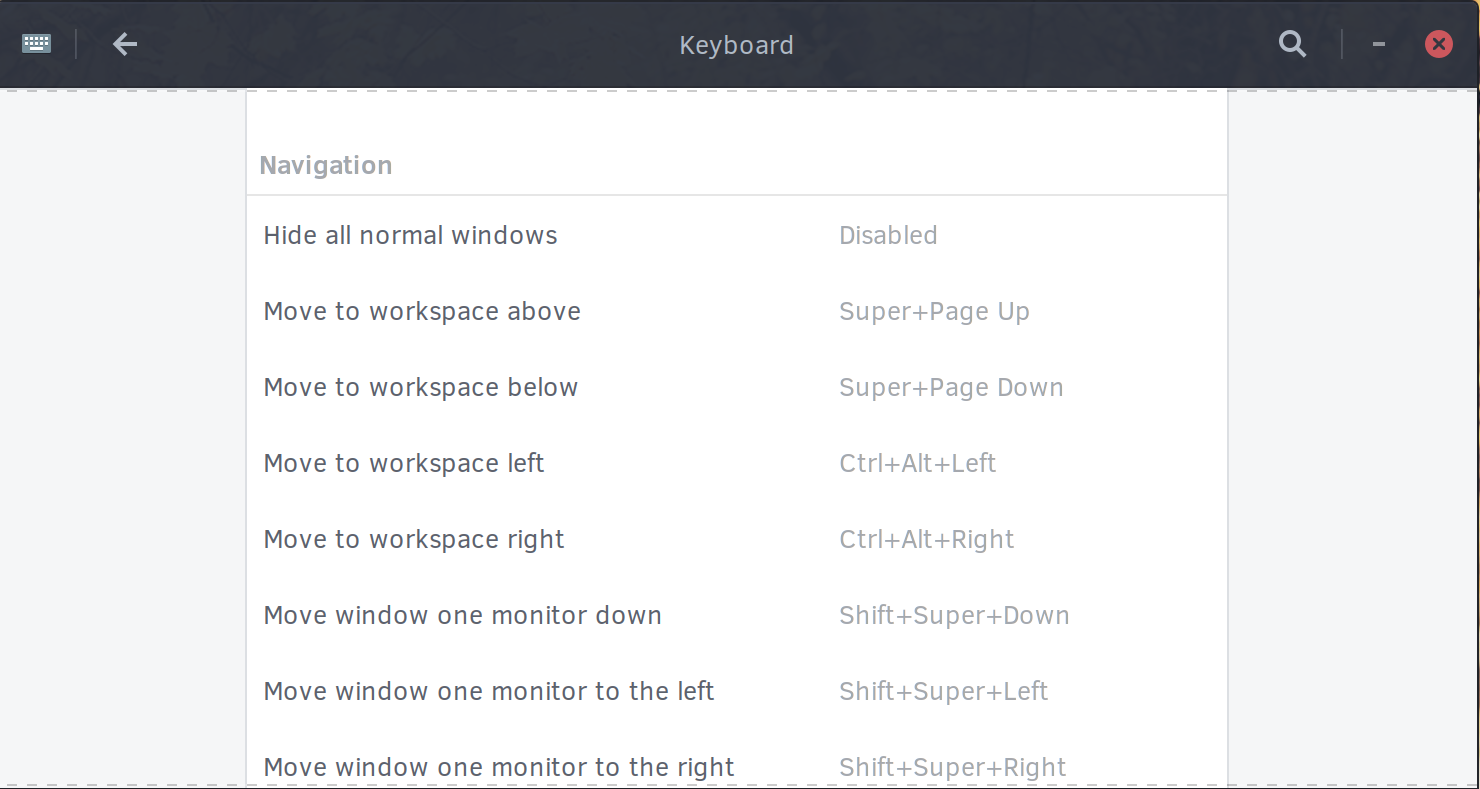 Keyboard
Navigation
Hide all normal windows Disabled
Move to workspace above Super+Page Up
Move to workspace below Super+Page Down
Move to workspace left Ctrl+Alt+Left
Move to workspace right Ctrl+Alt+Right
Move window one monitor down Shift+Super+Down
Move window one monitor to the left Shift+Super+Left
Move window one monitor to the right Shift+Super+Right